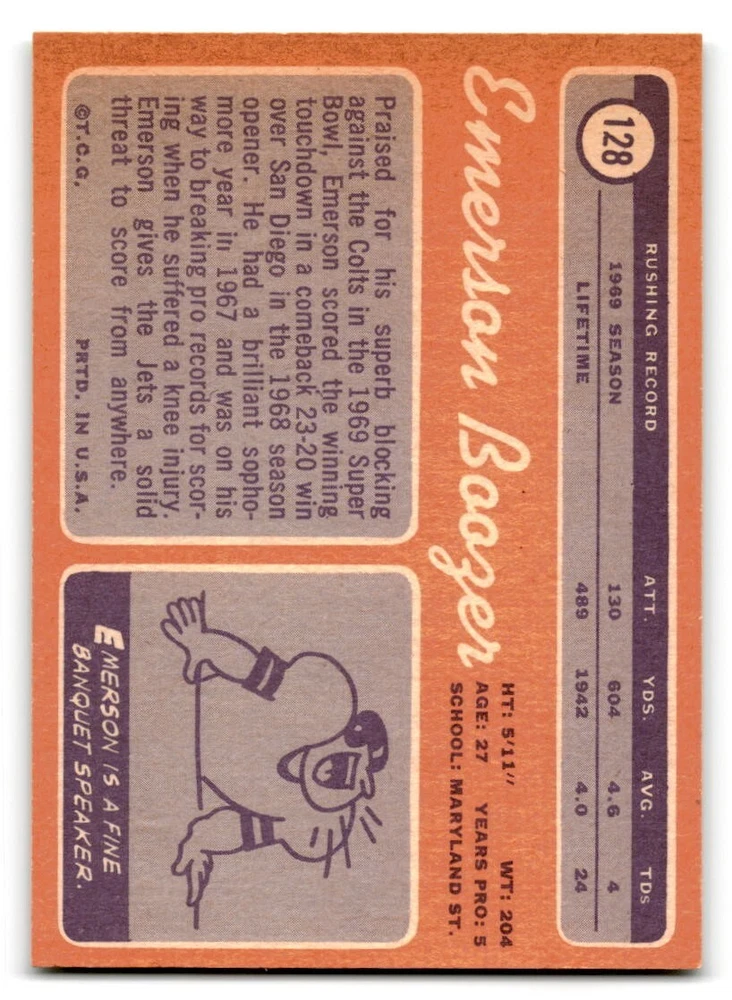 128
RUSHING RECORD ATT. YDS. AVG. TDS
1969 SEASON 130 604 4.6 4
LIFETIME 489 1942 4.0 24
Emerson Boozer
HT: 5'11" WT: 204
AGE: 27 YEARS PRO: 5
SCHOOL: MARYLAND ST.
Praised for his superb blocking
against the Colts in the 1969 Super
Bowl, Emerson scored the winning
touchdown in a comeback 23-20 win
over San Diego in the 1968 season
opener. He had a brilliant sopho-
more year in 1967 and was on his
way to breaking pro records for scor-
ing when he suffered a knee injury.
Emerson gives the Jets a solid
threat to score from anywhere.
©T.C.G. PRTD. IN U.S.A.
EMERSON IS A FINE
BANQUET SPEAKER.